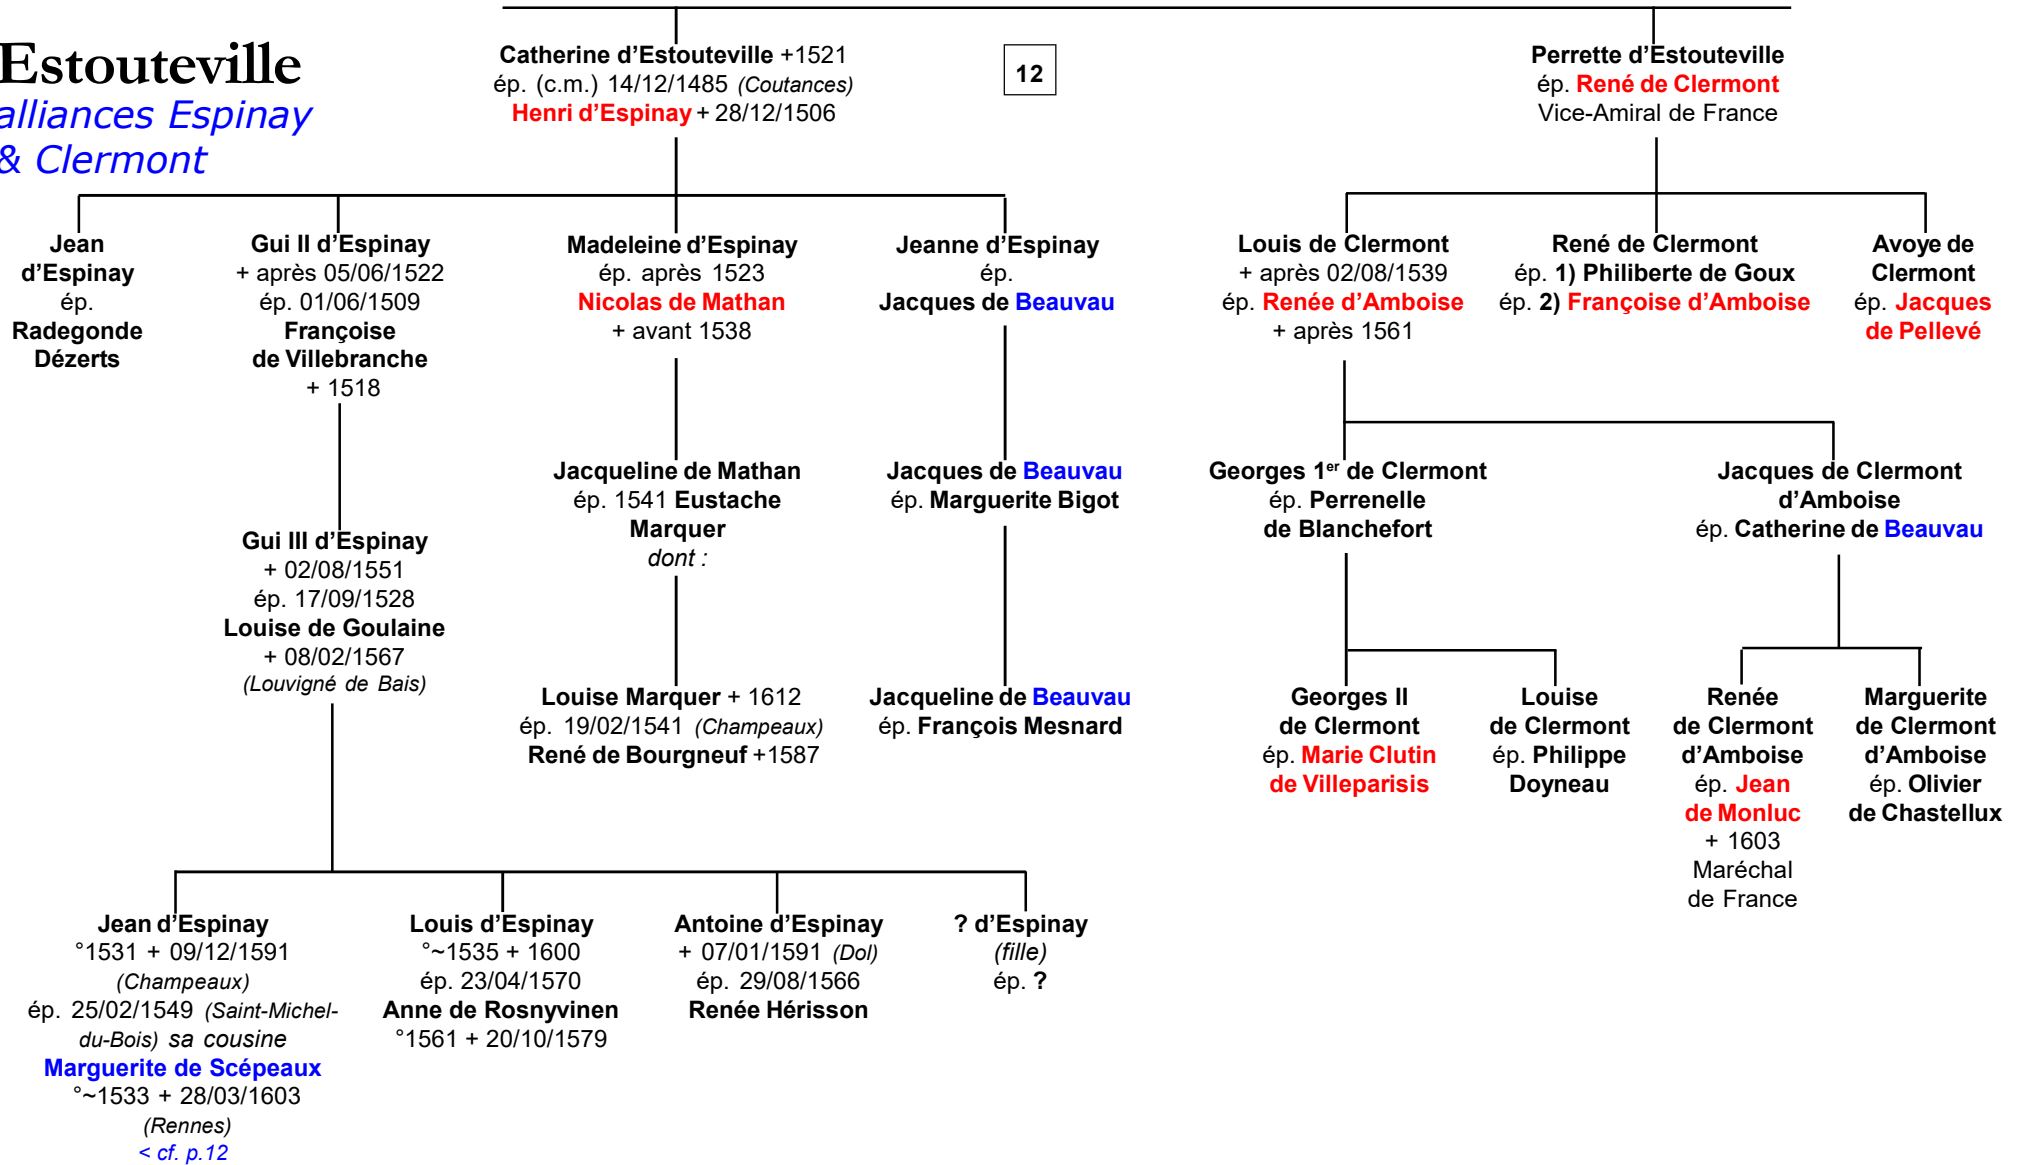 Estouteville
alliances Espinay
& Clermont
Catherine d’Estouteville +1521
ép. (c.m.) 14/12/1485 (Coutances)
Henri d’Espinay + 28/12/1506
12
Perrette d’Estouteville
ép. René de Clermont
Vice-Amiral de France
Jean
d’Espinay
ép.
Radegonde
Dézerts
Gui II d’Espinay
+ après 05/06/1522
ép. 01/06/1509
Françoise
de Villebranche
+ 1518
Madeleine d’Espinay
ép. après 1523
Nicolas de Mathan
+ avant 1538
Jeanne d’Espinay
ép.
Jacques de Beauvau
Louis de Clermont
+ après 02/08/1539
ép. Renée d’Amboise
+ après 1561
René de Clermont
ép. 1) Philiberte de Goux
ép. 2) Françoise d’Amboise
Avoye de
Clermont
ép. Jacques
de Pellevé
Gui III d’Espinay
+ 02/08/1551
ép. 17/09/1528
Louise de Goulaine
+ 08/02/1567
(Louvigné de Bais)
Jacqueline de Mathan
ép. 1541 Eustache
Marquer
dont :
Jacques de Beauvau
ép. Marguerite Bigot
Georges 1er de Clermont
ép. Perrenelle
de Blanchefort
Jacques de Clermont
d’Amboise
ép. Catherine de Beauvau
Louise Marquer + 1612
ép. 19/02/1541 (Champeaux)
René de Bourgneuf +1587
Jacqueline de Beauvau
ép. François Mesnard
Georges II
de Clermont
ép. Marie Clutin
de Villeparisis
Louise
de Clermont
ép. Philippe
Doyneau
Renée
de Clermont
d’Amboise
ép. Jean
de Monluc
+ 1603
Maréchal
de France
Marguerite
de Clermont
d’Amboise
ép. Olivier
de Chastellux
Jean d’Espinay
°1531 + 09/12/1591
(Champeaux)
ép. 25/02/1549 (Saint-Michel-
du-Bois) sa cousine
Marguerite de Scépeaux
°~1533 + 28/03/1603
(Rennes)
< cf. p.12
Louis d’Espinay
°~1535 + 1600
ép. 23/04/1570
Anne de Rosnyvinen
°1561 + 20/10/1579
Antoine d’Espinay
+ 07/01/1591 (Dol)
ép. 29/08/1566
Renée Hérisson
? d’Espinay
(fille)
ép. ?